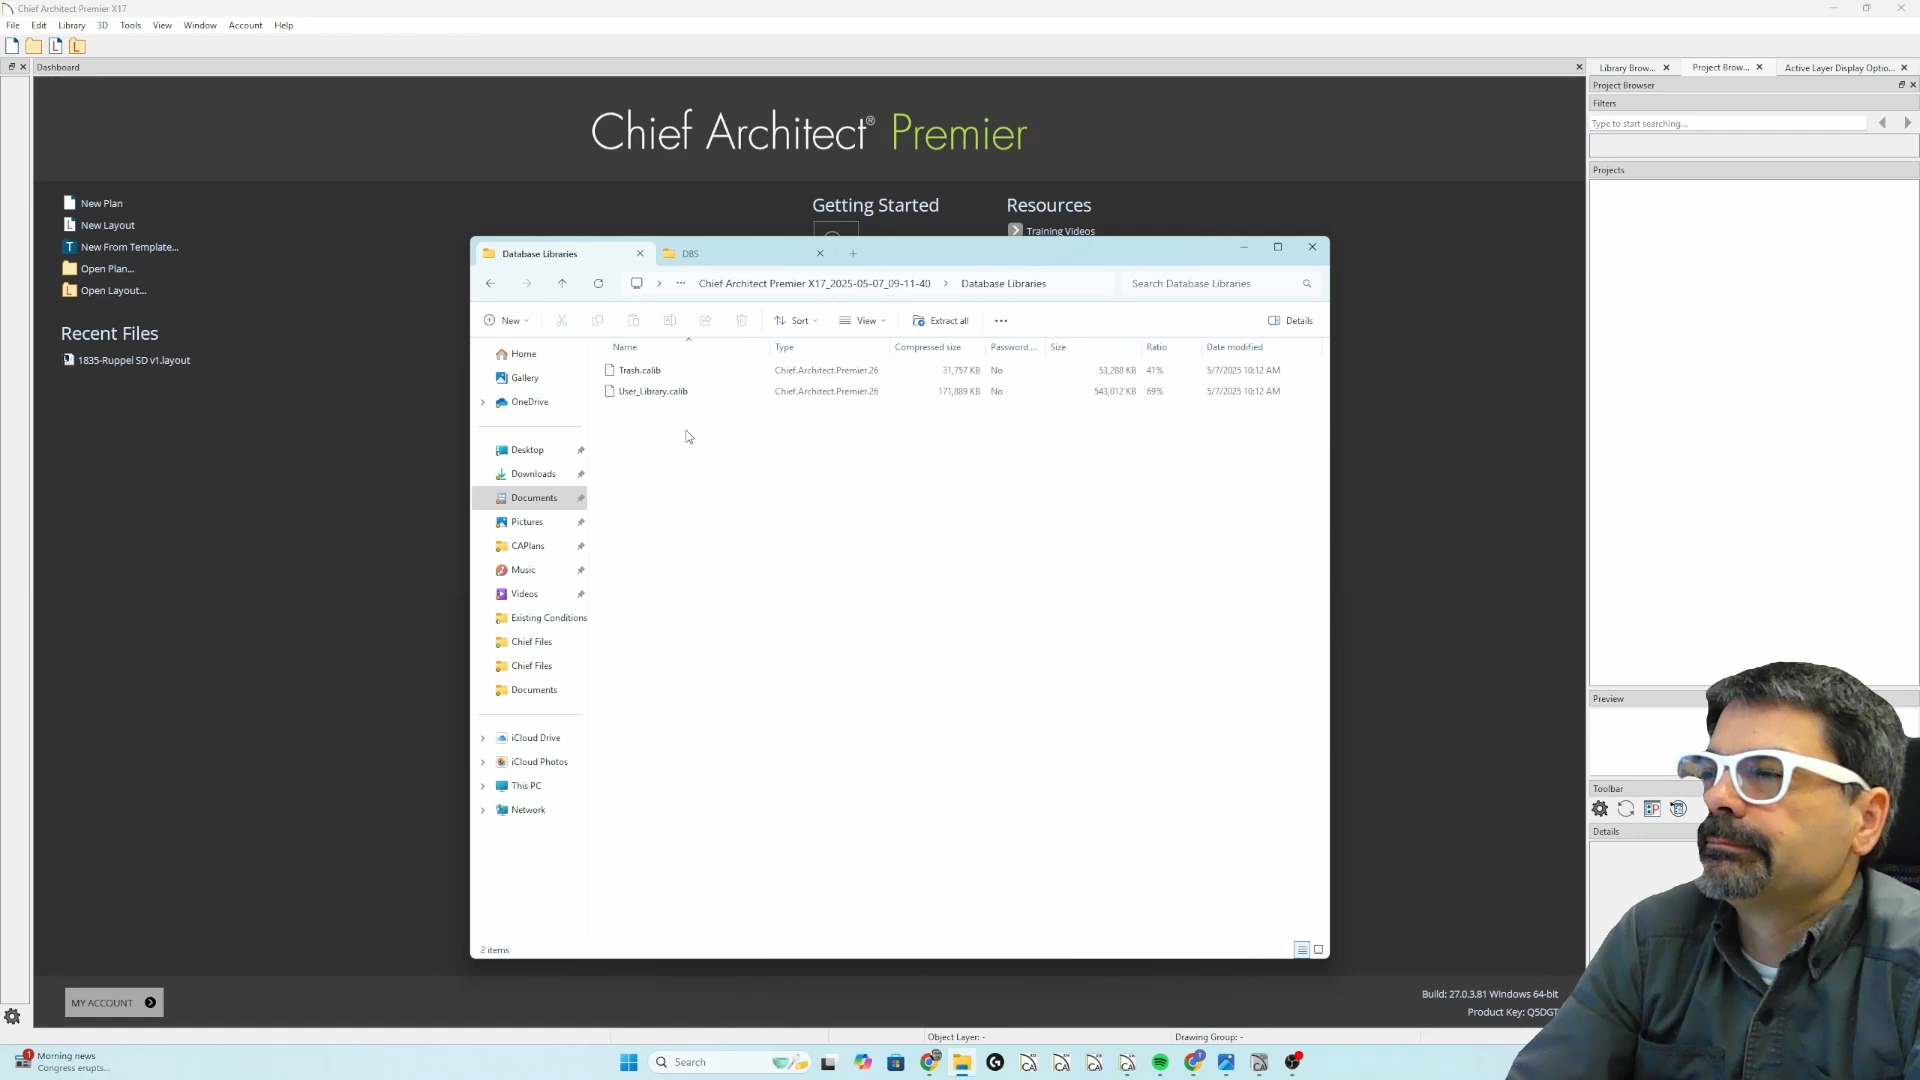 Chief Architect Premier X17
File Edit Library 3D Tools View Window Account Help
Dashboard
Chief Architect® Premier
New Plan
New Layout
New From Template...
Open Plan...
Open Layout...
Recent Files
1835-Ruppel SD v1.layout
Getting Started
Resources
Training Videos
Database Libraries
DBS
Chief Architect Premier X17_2025-05-07_09-11-40 > Database Libraries
Search Database Libraries
New Sort View Extract all Details
Name Type Compressed size Password ... Size Ratio Date modified
Trash.calib Chief.Architect.Premier.26 31,757 KB No 53,288 KB 41% 5/7/2025 10:12 AM
User_Library.calib Chief.Architect.Premier.26 171,889 KB No 543,012 KB 69% 5/7/2025 10:12 AM
Home
Gallery
OneDrive
Desktop
Downloads
Documents
Pictures
CAPlans
Music
Videos
Existing Conditions
Chief Files
Chief Files
Documents
iCloud Drive
iCloud Photos
This PC
Network
2 items
Library Brow... Project Brow... Active Layer Display Optio...
Project Browser
Filters
Type to start searching...
Projects
Preview
Toolbar
Details
MY ACCOUNT
Build: 27.0.3.81 Windows 64-bit
Product Key: Q5DGT
Object Layer: - Drawing Group: -
1
Morning news
Congress erupts...
Search